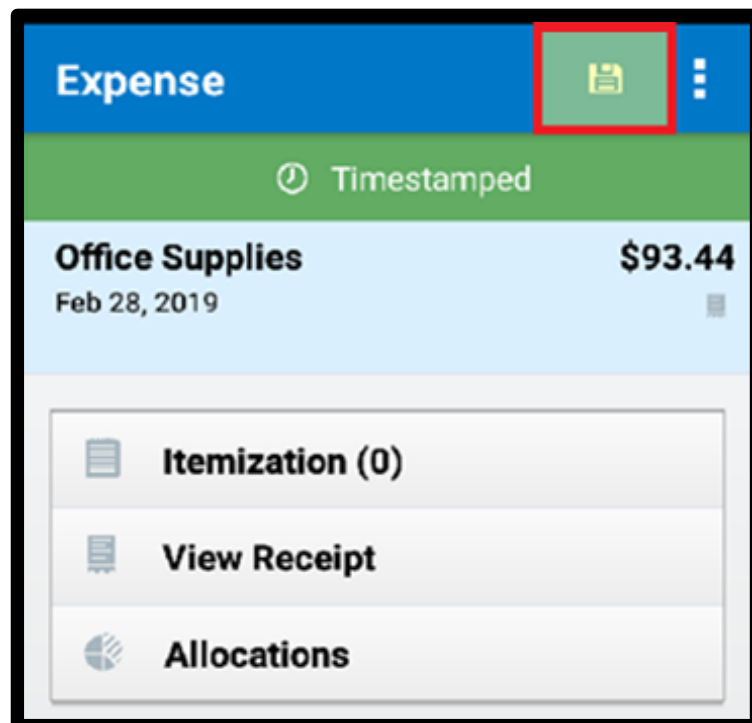 Expense
Timestamped
Office Supplies $93.44
Feb 28, 2019
Itemization (0)
View Receipt
Allocations